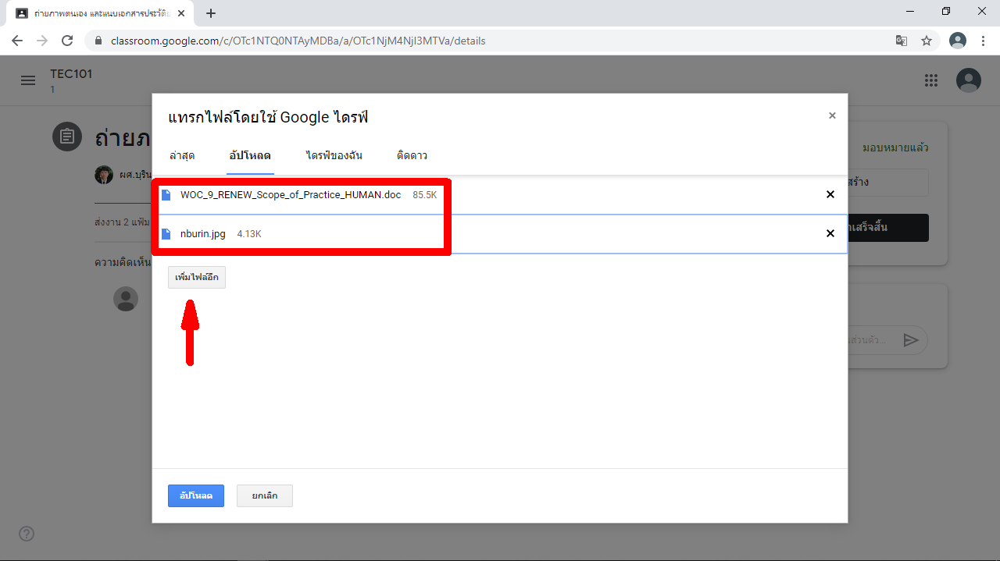 ถ่ายภาพตนเอง และแนบเอกสารประวัติย
classroom.google.com/c/OTc1NTQ0NTAyMDBa/a/OTc1NjM4NjI3MTVa/details
TEC101
1
แทรกไฟล์โดยใช้ Google ไดรฟ์
ล่าสุด อัปโหลด ไดรฟ์ของฉัน ติดดาว
ถ่ายภ
มอบหมายแล้ว
ผศ.บุริน
สร้าง
WOC_9_RENEW_Scope_of_Practice_HUMAN.doc 85.5K
ส่งงาน 2 แฟ้ม
าเสร็จสิ้น
nburin.jpg 4.13K
ความคิดเห็น
เพิ่มไฟล์อีก
นส่วนตัว...
อัปโหลด ยกเลิก